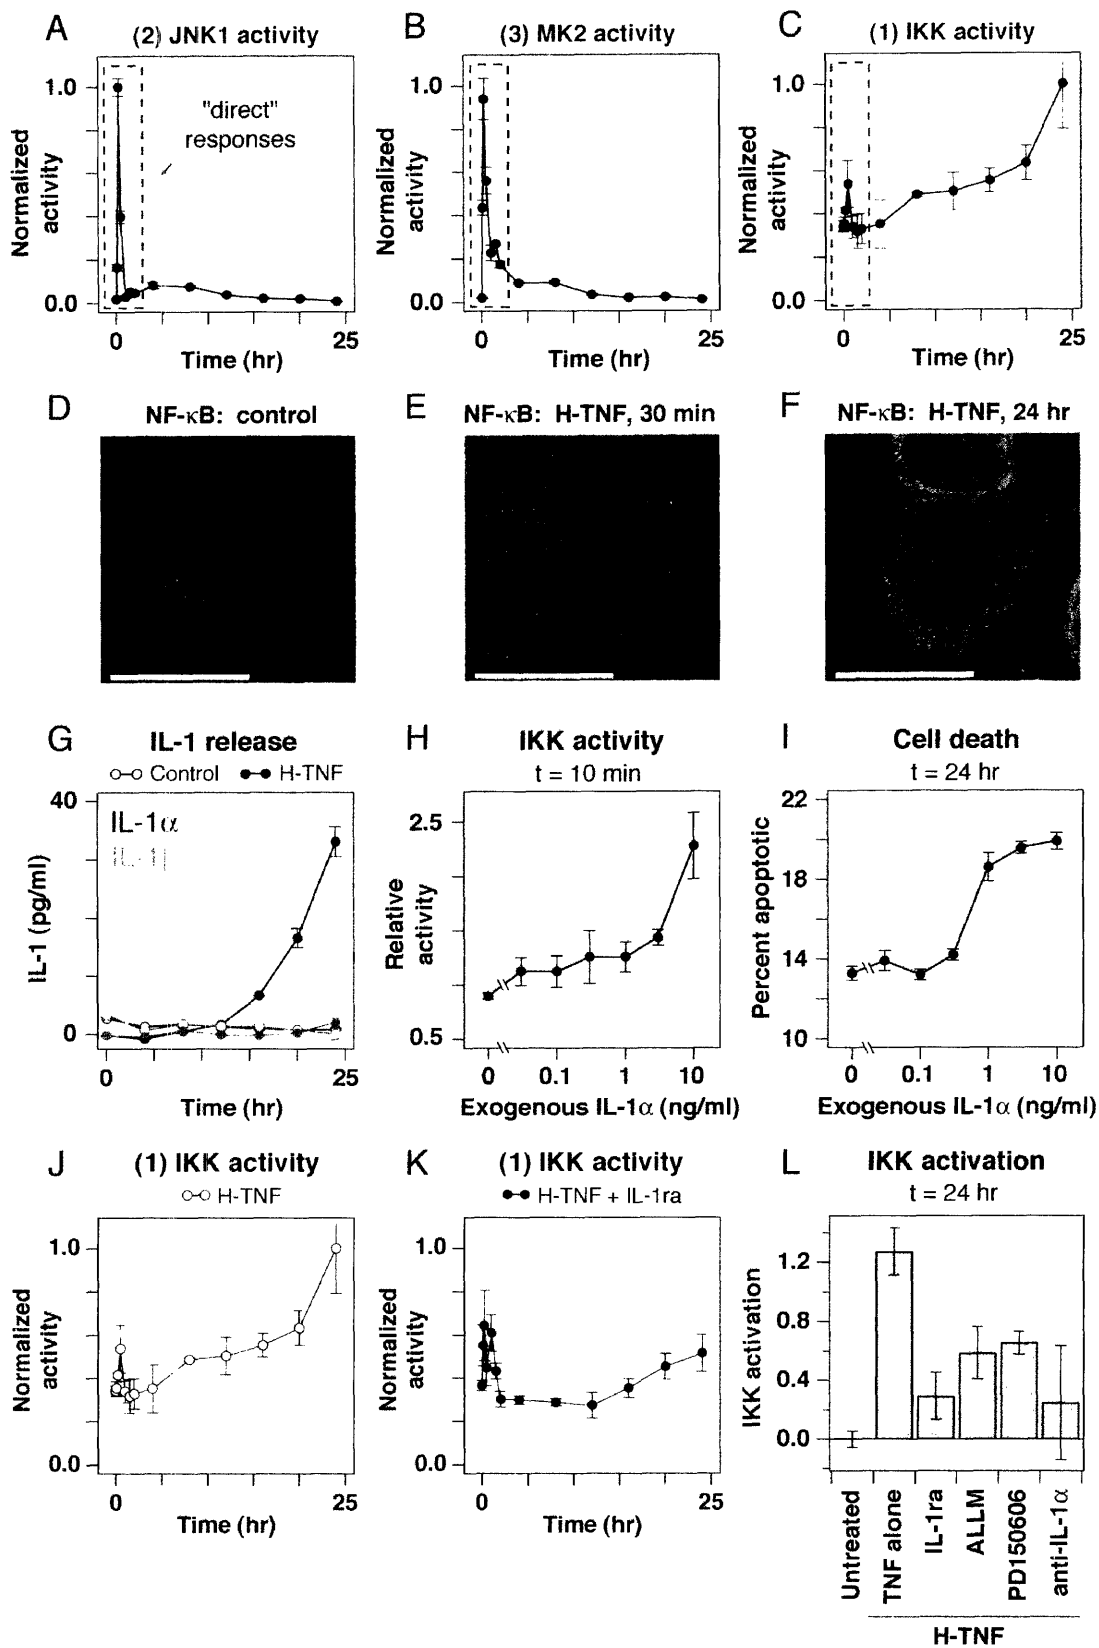 A
(2) JNK1 activity
Normalized
activity
1.0
0.0
"direct"
responses
0
25
Time (hr)
B
(3) MK2 activity
Normalized
activity
1.0
0.0
0
25
Time (hr)
C
(1) IKK activity
Normalized
activity
1.0
0.0
0
25
Time (hr)
D
NF-κB: control
E
NF-κB: H-TNF, 30 min
F
NF-κB: H-TNF, 24 hr
G
IL-1 release
Control H-TNF
IL-1 (pg/ml)
40
0
IL-1α
0
25
Time (hr)
H
IKK activity
t = 10 min
Relative
activity
2.5
0.5
0 0.1 1 10
Exogenous IL-1α (ng/ml)
I
Cell death
t = 24 hr
Percent apoptotic
22
18
14
10
0 0.1 1 10
Exogenous IL-1α (ng/ml)
J
(1) IKK activity
H-TNF
Normalized
activity
1.0
0.0
0
25
Time (hr)
K
(1) IKK activity
H-TNF + IL-1ra
Normalized
activity
1.0
0.0
0
25
Time (hr)
L
IKK activation
t = 24 hr
IKK activation
1.2
0.8
0.4
0.0
Untreated
TNF alone
IL-1ra
ALLM
PD150606
anti-IL-1α
H-TNF